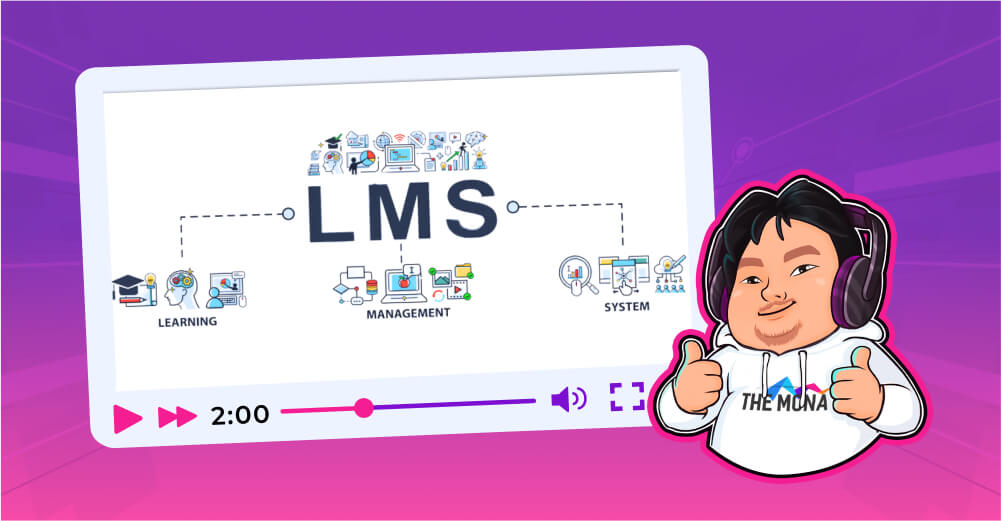 LMS
LEARNING
MANAGEMENT
SYSTEM
2:00
THE MONA